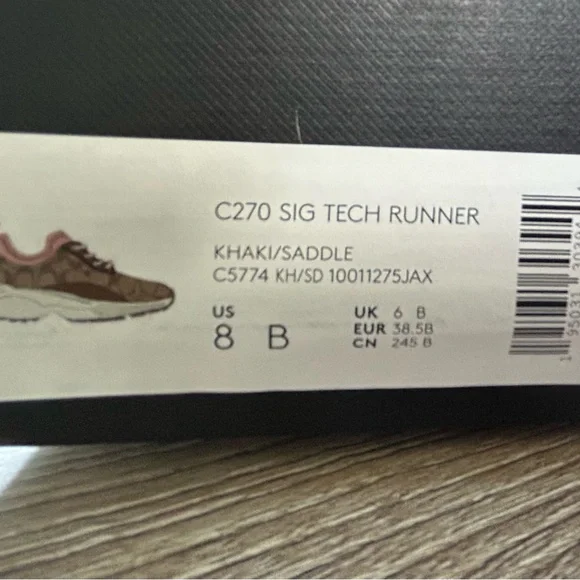 C270 SIG TECH RUNNER
KHAKI/SADDLE
C5774 KH/SD 10011275JAX
US
8 B
UK 6 B
EUR 38.5B
CN 245 B